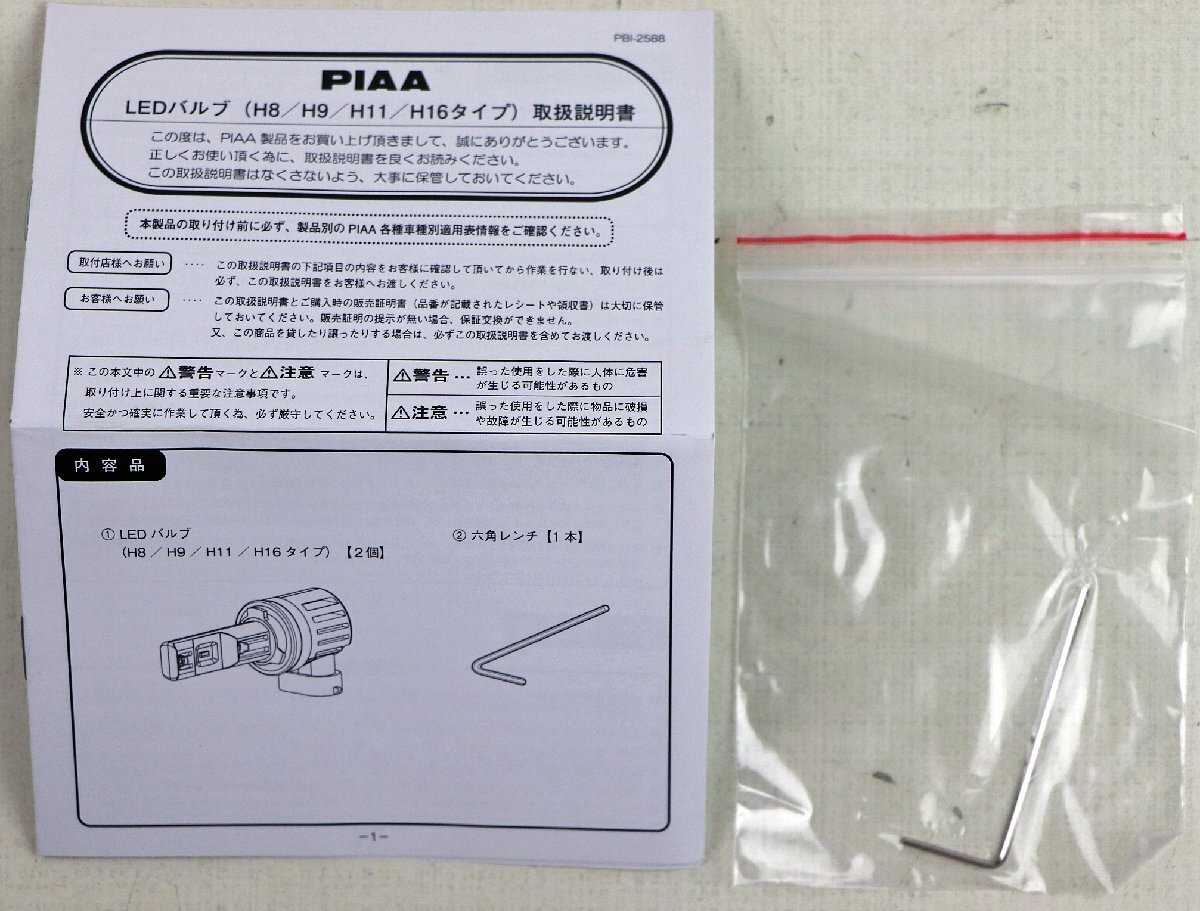 PBI-2588
PIAA
LEDバルブ（H8／H9／H11／H16タイプ）取扱説明書
この度は、PIAA 製品をお買い上げ頂きまして、誠にありがとうございます。
正しくお使い頂く為に、取扱説明書を良くお読みください。
この取扱説明書はなくさないよう、大事に保管しておいてください。
本製品の取り付け前に必ず、製品別の PIAA 各種車種別適用表情報をご確認ください。
取付店様へお願い ････ この取扱説明書の下記項目の内容をお客様に確認して頂いてから作業を行ない、取り付け後は
必ず、この取扱説明書をお客様へお渡しください。
お客様へお願い ････ この取扱説明書とご購入時の販売証明書（品番が記載されたレシートや領収書）は大切に保管
しておいてください。販売証明の提示が無い場合、保証交換ができません。
又、この商品を貸したり譲ったりする場合は、必ずこの取扱説明書を含めてお渡しください。
※ この本文中の ⚠警告 マークと ⚠注意 マークは、
取り付け上に関する重要な注意事項です。
安全かつ確実に作業して頂く為、必ず厳守してください。
⚠警告 … 誤った使用をした際に人体に危害
が生じる可能性があるもの
⚠注意 … 誤った使用をした際に物品に破損
や故障が生じる可能性があるもの
内容品
① LED バルブ
（H8 ／ H9 ／ H11 ／ H16 タイプ）【2個】
② 六角レンチ【1 本】
−1−